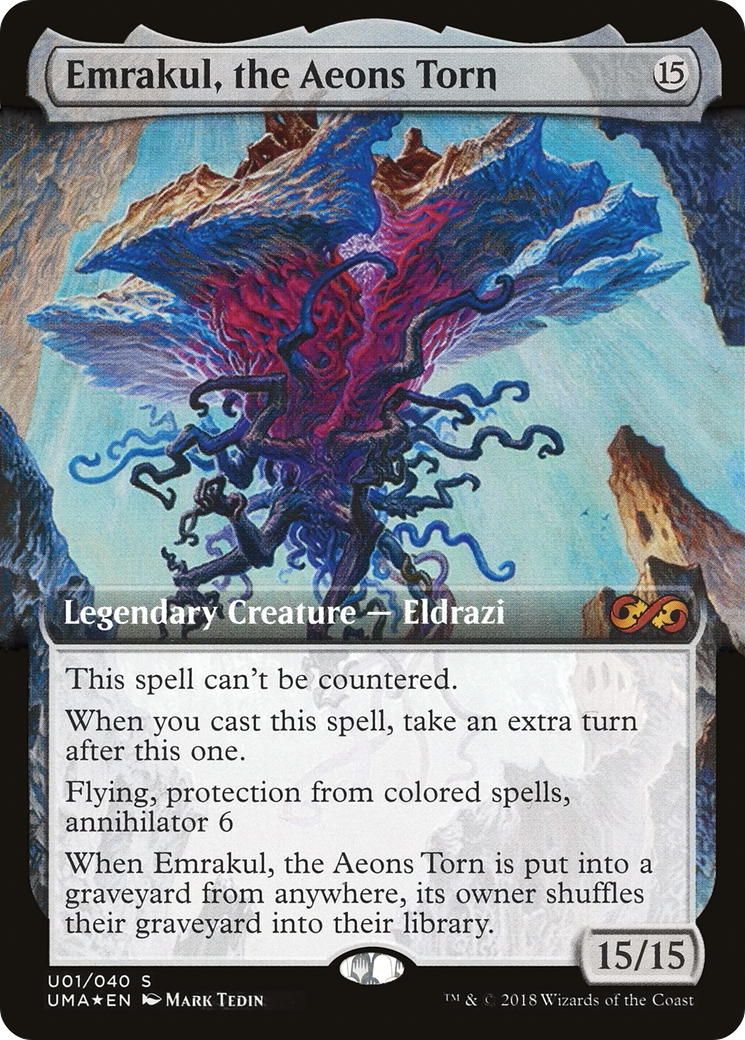 Emrakul, the Aeons Torn 15
Legendary Creature — Eldrazi
This spell can't be countered.
When you cast this spell, take an extra turn
after this one.
Flying, protection from colored spells,
annihilator 6
When Emrakul, the Aeons Torn is put into a
graveyard from anywhere, its owner shuffles
their graveyard into their library.
15/15
U01/040 S
UMA★EN Mark Tedin
™ & © 2018 Wizards of the Coast